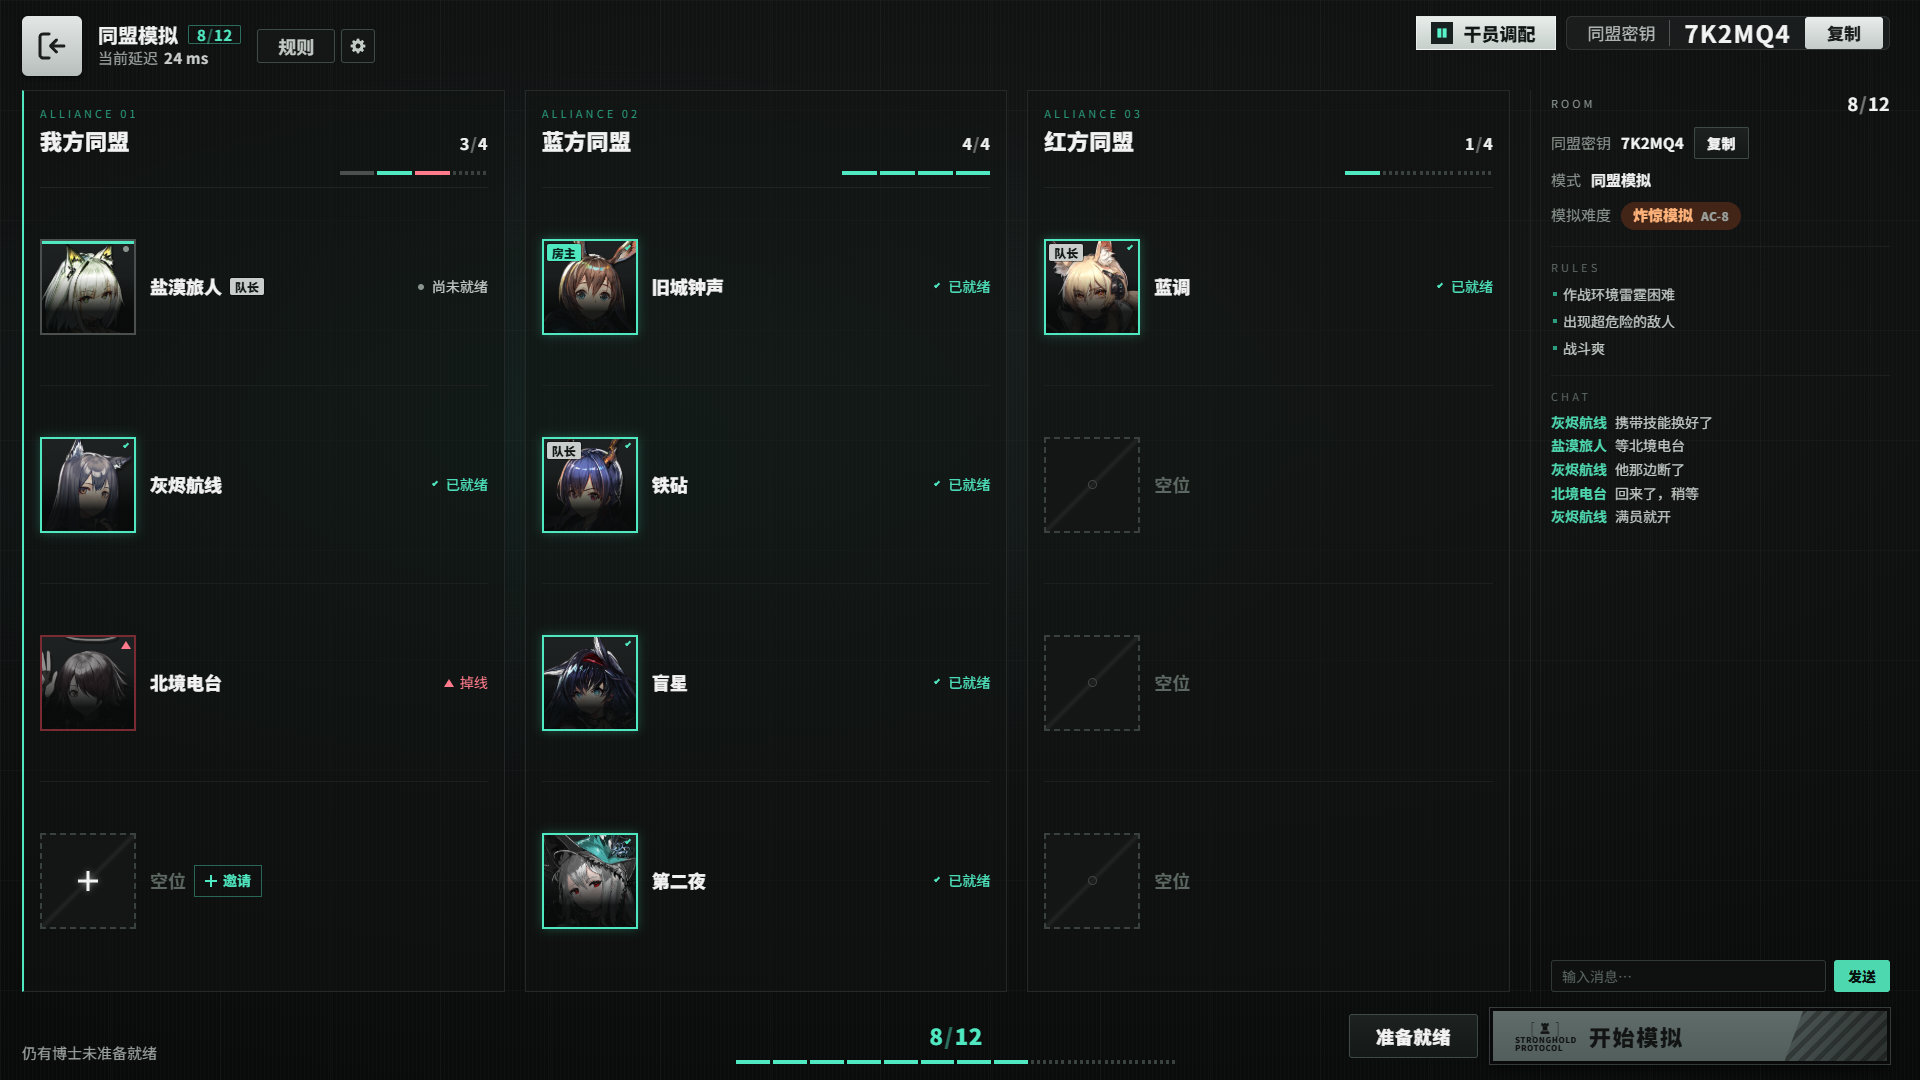 同盟模拟 8/12
当前延迟 24 ms
规则
干员调配
同盟密钥 7K2MQ4 复制
ALLIANCE 01
我方同盟 3/4
盐漠旅人 队长 尚未就绪
灰烬航线 已就绪
北境电台 掉线
空位 邀请
ALLIANCE 02
蓝方同盟 4/4
房主
旧城钟声 已就绪
队长
铁砧 已就绪
盲星 已就绪
第二夜 已就绪
ALLIANCE 03
红方同盟 1/4
队长
蓝调 已就绪
空位
空位
空位
ROOM 8/12
同盟密钥 7K2MQ4 复制
模式 同盟模拟
模拟难度 炸惊模拟 AC-8
RULES
作战环境雷霆困难
出现超危险的敌人
战斗爽
CHAT
灰烬航线 携带技能换好了
盐漠旅人 等北境电台
灰烬航线 他那边断了
北境电台 回来了，稍等
灰烬航线 满员就开
输入消息… 发送
仍有博士未准备就绪
8/12
准备就绪
STRONGHOLD
PROTOCOL
开始模拟